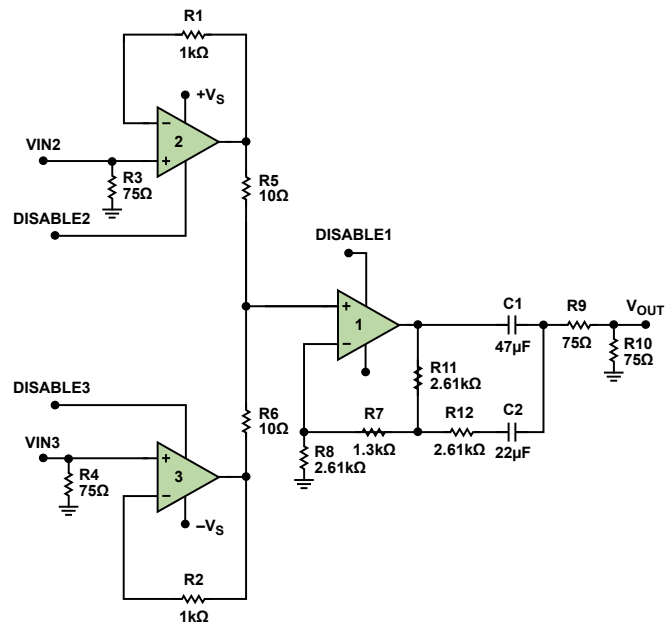 R1
1kΩ
+VS
−
2
+
VIN2
R3
75Ω
DISABLE2
R5
10Ω
DISABLE1
+
1
−
C1
47µF
R9
75Ω
VOUT
R10
75Ω
R11
2.61kΩ
R7
1.3kΩ
R12
2.61kΩ
C2
22µF
R8
2.61kΩ
DISABLE3
R6
10Ω
VIN3
+
3
−
R4
75Ω
–VS
R2
1kΩ